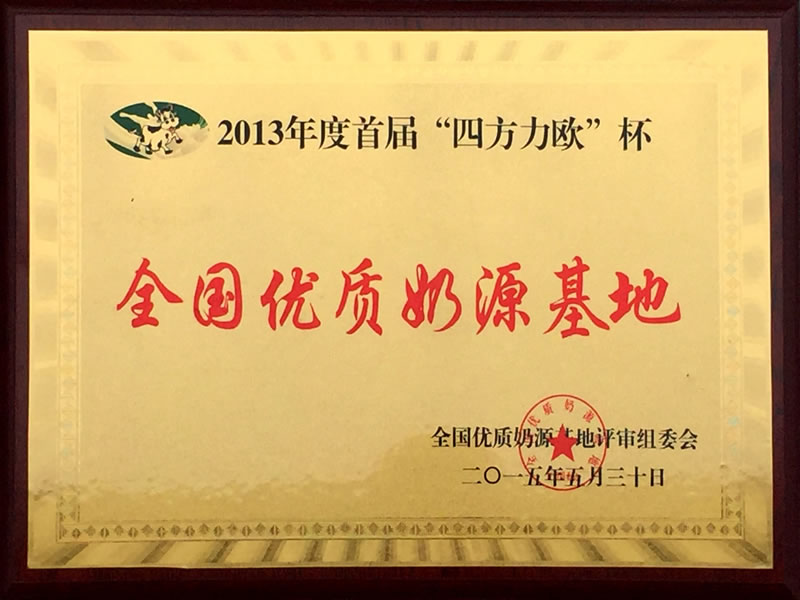 2013年度首届“四方力欧”杯
全国优质奶源基地
全国优质奶源基地评审组委会
二〇一五年五月三十日